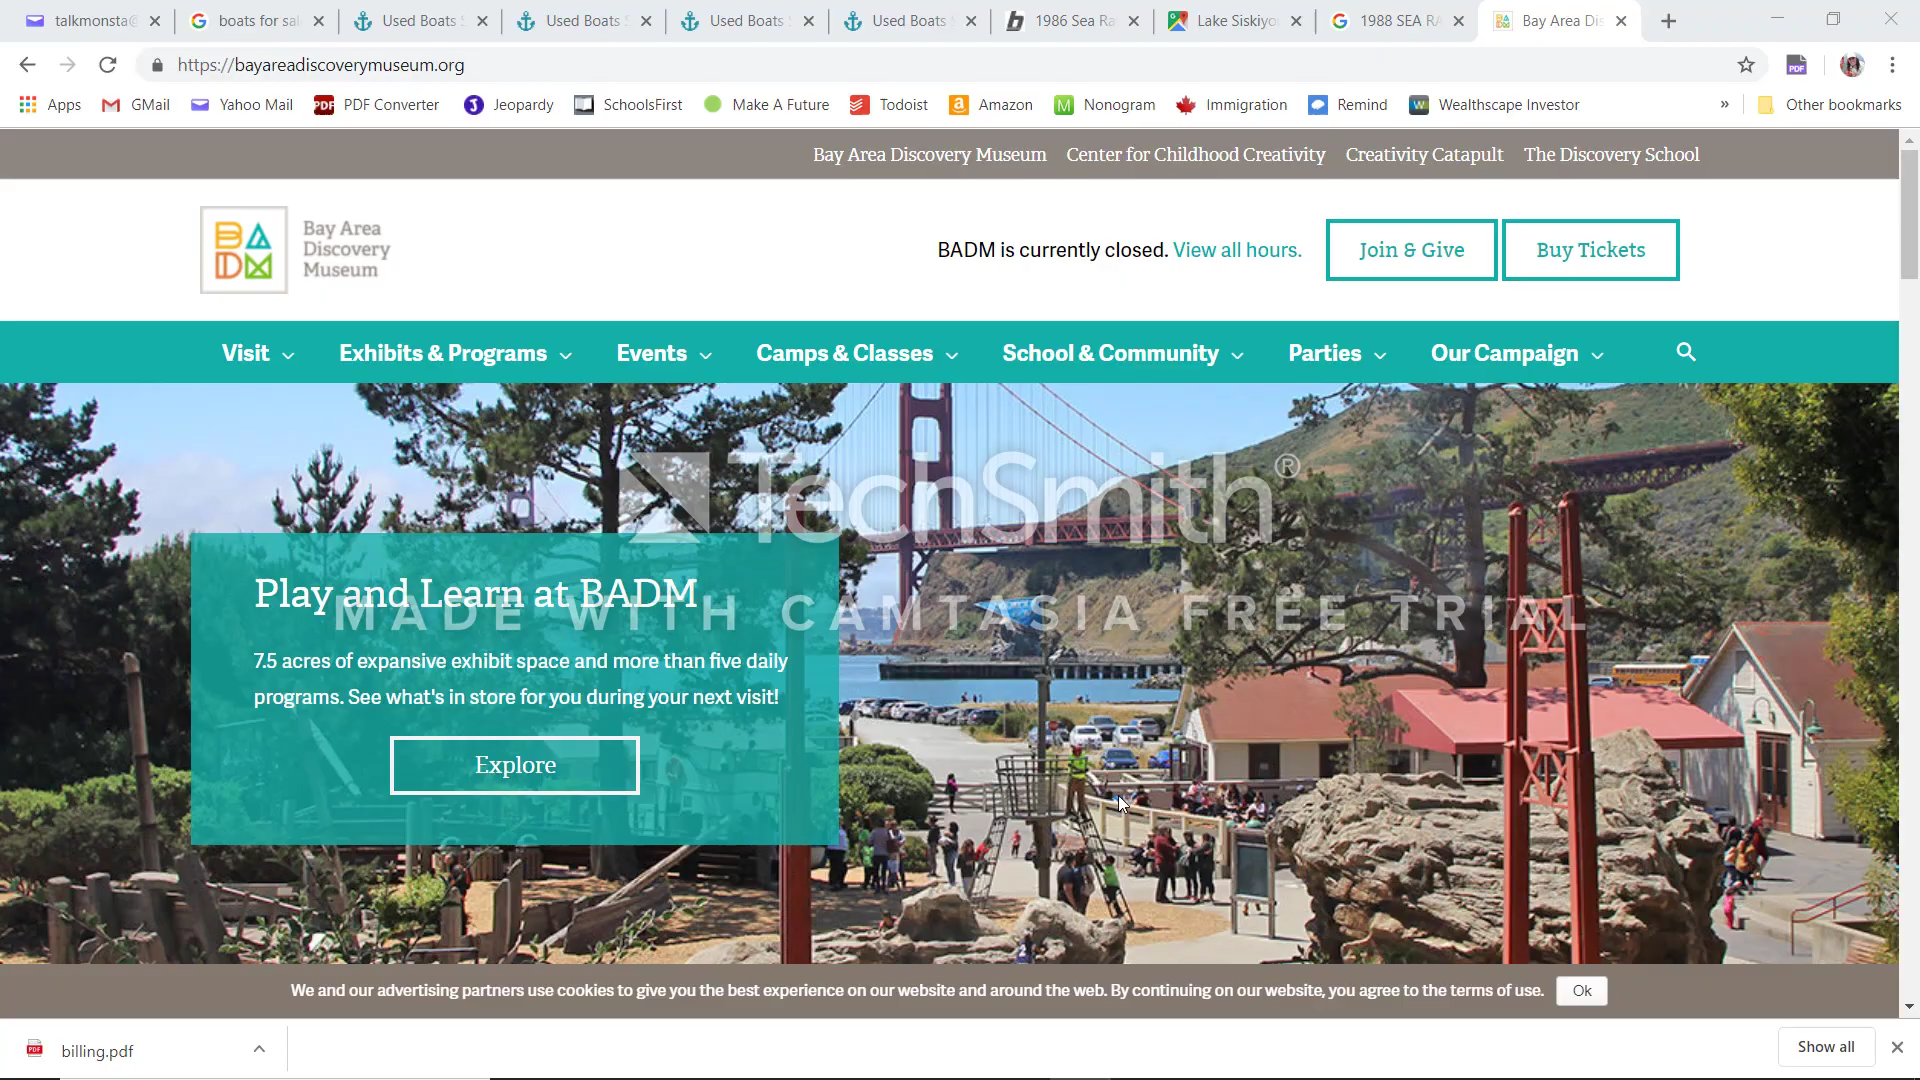 talkmonsta@
boats for sal
Used Boats S
Used Boats S
Used Boats S
Used Boats
1986 Sea Ra
Lake Siskiyo
1988 SEA RA
Bay Area Dis
https://bayareadiscoverymuseum.org
PDF
Apps
GMail
Yahoo Mail
PDF Converter
Jeopardy
SchoolsFirst
Make A Future
Todoist
Amazon
Nonogram
Immigration
Remind
Wealthscape Investor
»
Other bookmarks
Bay Area Discovery Museum
Center for Childhood Creativity
Creativity Catapult
The Discovery School
BADM
Bay Area
Discovery
Museum
BADM is currently closed. View all hours.
Join & Give
Buy Tickets
Visit
Exhibits & Programs
Events
Camps & Classes
School & Community
Parties
Our Campaign
TechSmith®
MADE WITH CAMTASIA FREE TRIAL
Play and Learn at BADM
7.5 acres of expansive exhibit space and more than five daily
programs. See what's in store for you during your next visit!
Explore
We and our advertising partners use cookies to give you the best experience on our website and around the web. By continuing on our website, you agree to the terms of use.
Ok
billing.pdf
Show all